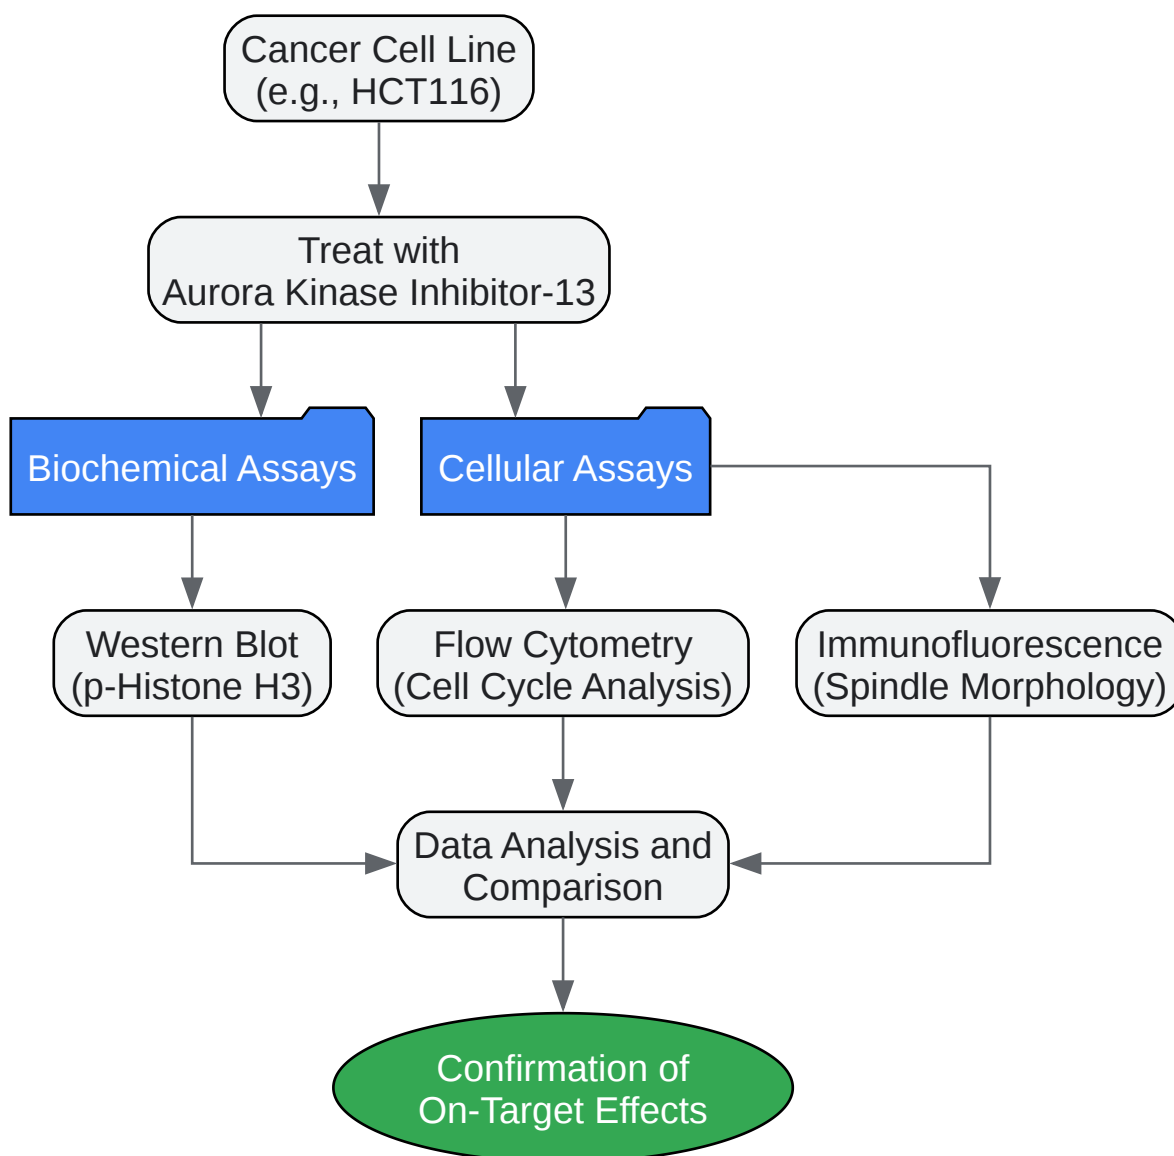 Cancer Cell Line
(e.g., HCT116)
Treat with
Aurora Kinase Inhibitor-13
Biochemical Assays
Cellular Assays
Western Blot
(p-Histone H3)
Flow Cytometry
(Cell Cycle Analysis)
Immunofluorescence
(Spindle Morphology)
Data Analysis and
Comparison
Confirmation of
On-Target Effects